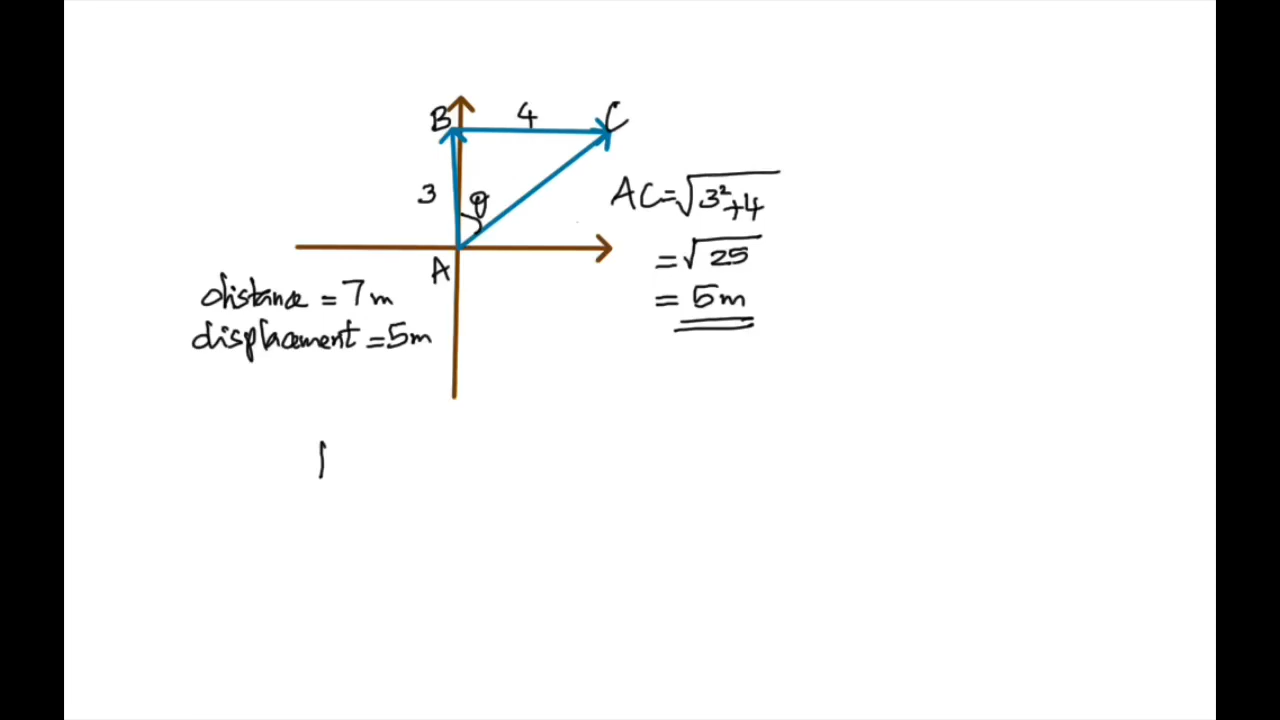 B
4
C
3
θ
A
AC=√3²+4
=√25
= 5m
distance = 7m
displacement =5m